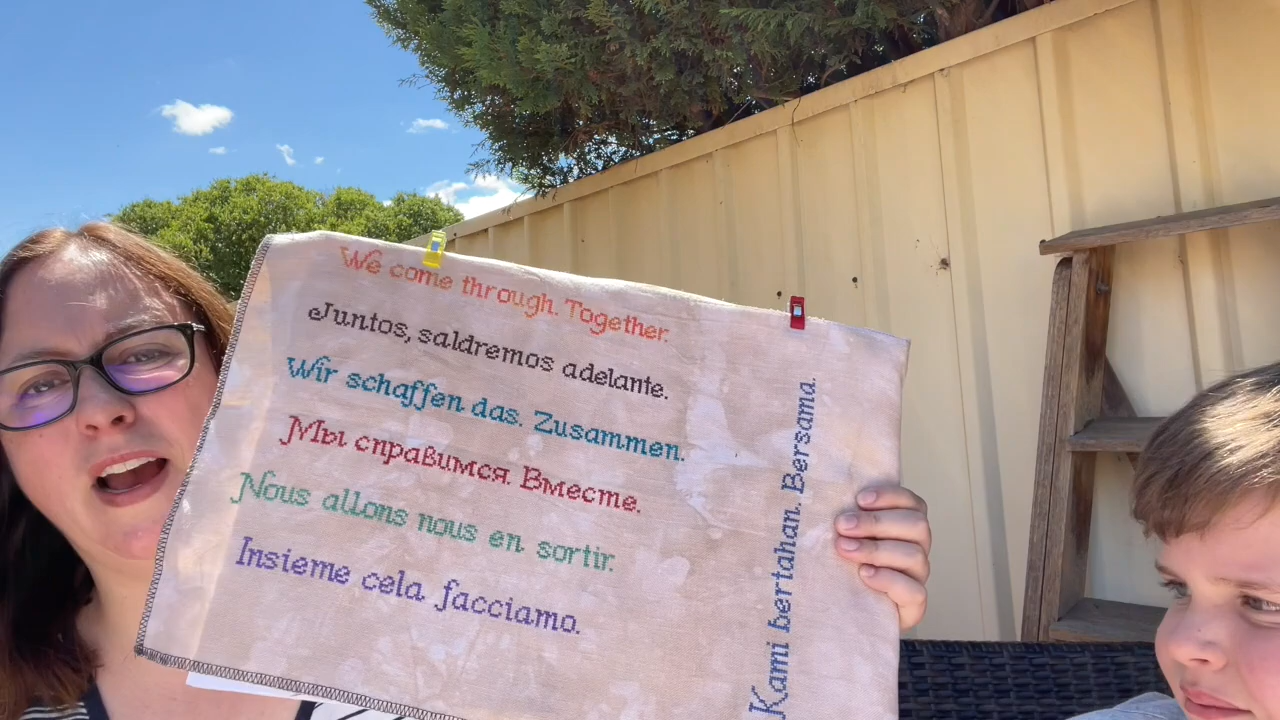 We come through. Together.
Juntos, saldremos adelante.
Wir schaffen das. Zusammen.
Мы справимся. Вместе.
Nous allons nous en sortir.
Insieme cela facciamo.
Kami bertahan. Bersama.